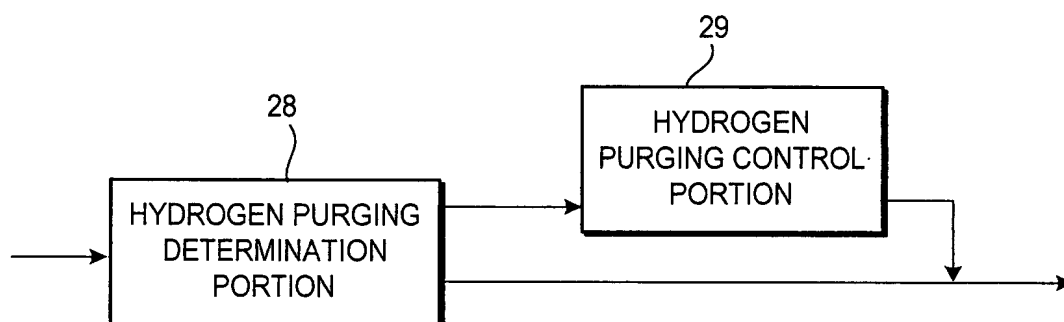 28
HYDROGEN PURGING
DETERMINATION
PORTION
29
HYDROGEN
PURGING CONTROL
PORTION